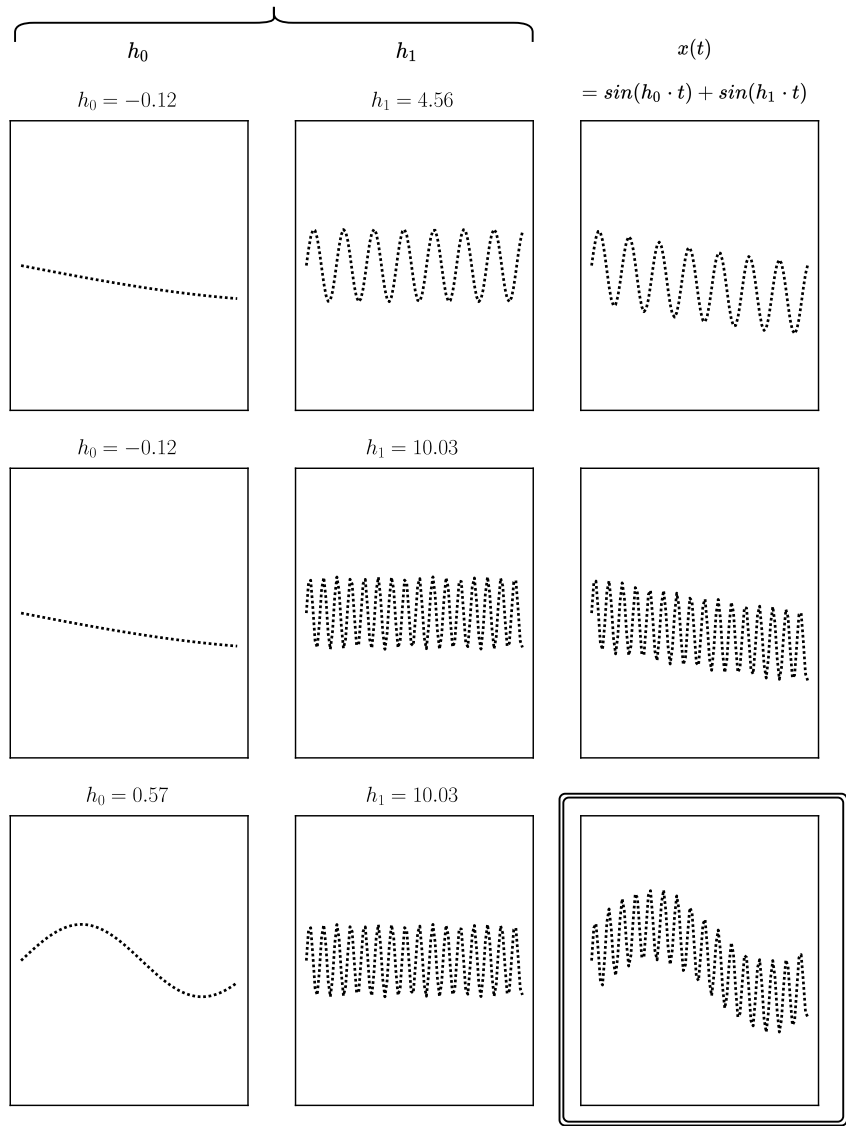 h₀ h₁ x(t)
h₀ = −0.12 h₁ = 4.56 = sin(h₀ · t) + sin(h₁ · t)
h₀ = −0.12 h₁ = 10.03
h₀ = 0.57 h₁ = 10.03